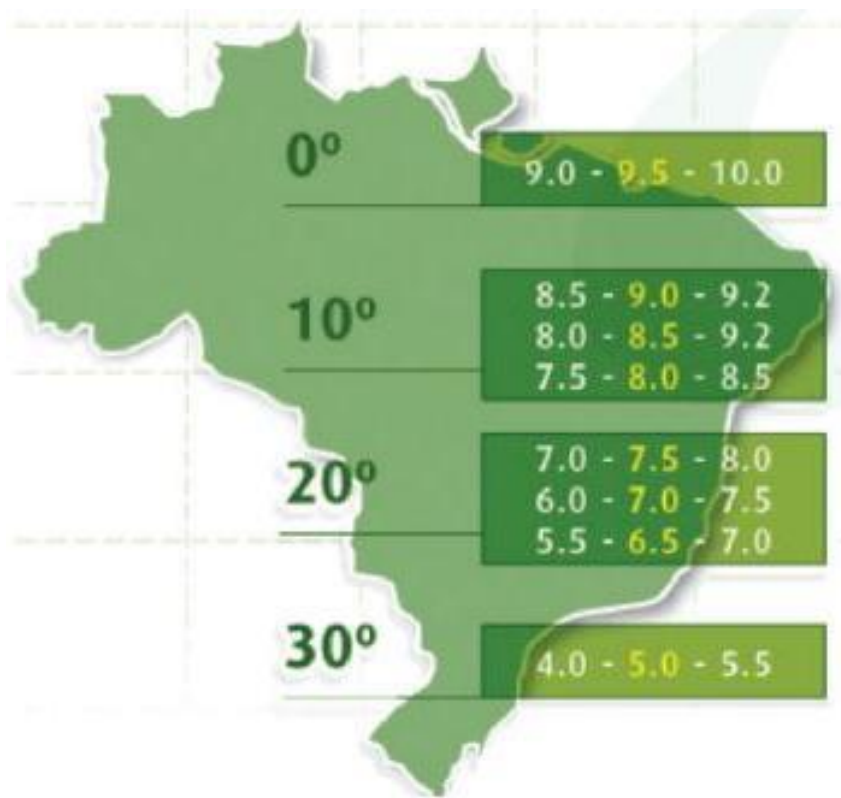 0º
9.0 - 9.5 - 10.0
10º
8.5 - 9.0 - 9.2
8.0 - 8.5 - 9.2
7.5 - 8.0 - 8.5
20º
7.0 - 7.5 - 8.0
6.0 - 7.0 - 7.5
5.5 - 6.5 - 7.0
30º
4.0 - 5.0 - 5.5